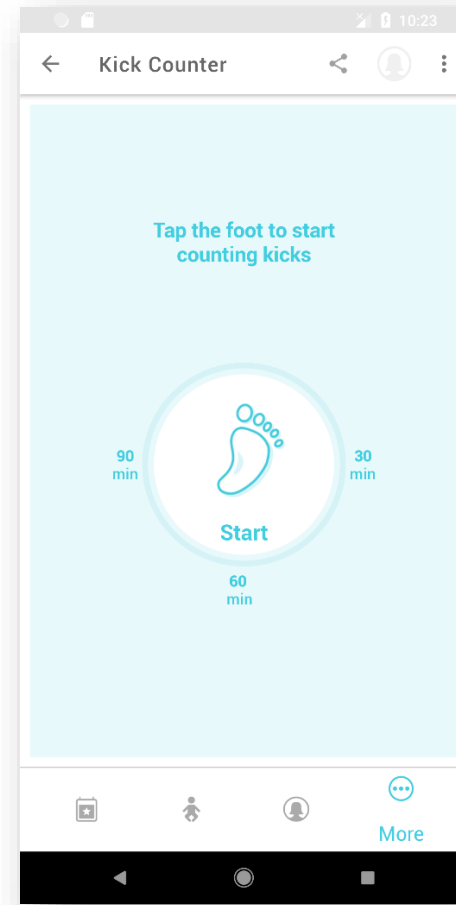 10:23
Kick Counter
Tap the foot to start
counting kicks
90
min
30
min
Start
60
min
More